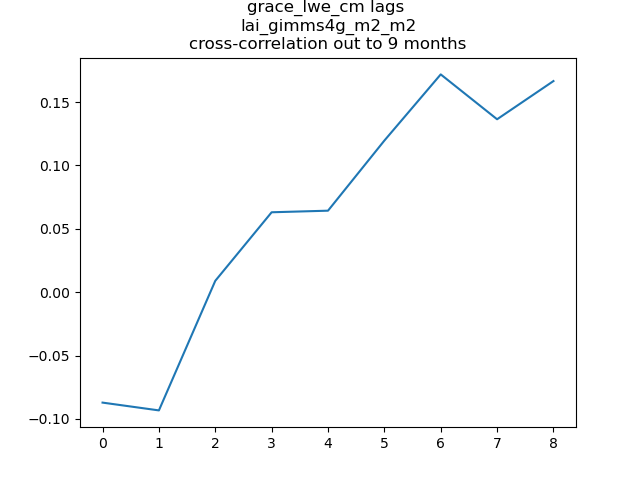 grace_lwe_cm lags
lai_gimms4g_m2_m2
cross-correlation out to 9 months
0.15
0.10
0.05
0.00
−0.05
−0.10
0 1 2 3 4 5 6 7 8